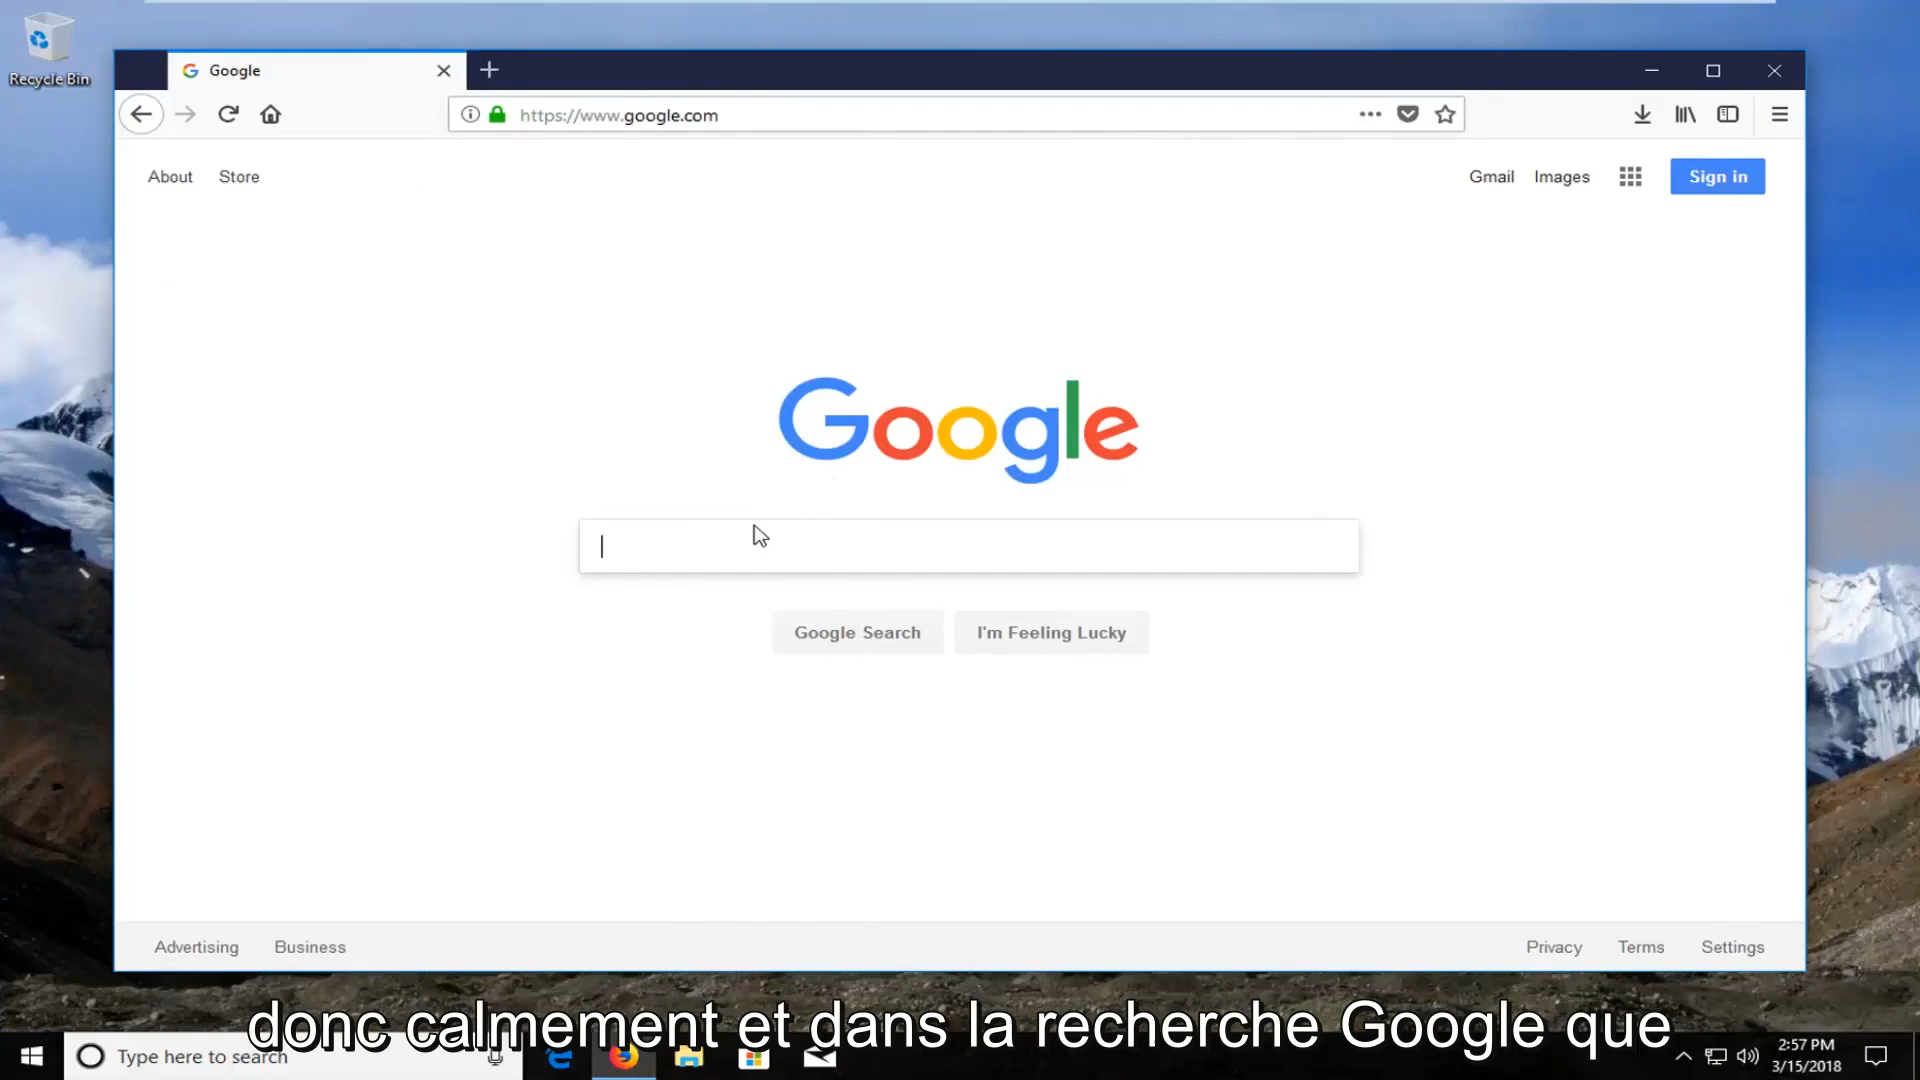 Recycle Bin
Google
https://www.google.com
About Store
Gmail Images Sign in
Google
Google Search I'm Feeling Lucky
Advertising Business
Privacy Terms Settings
donc calmement et dans la recherche Google que
Type here to search
2:57 PM
3/15/2018